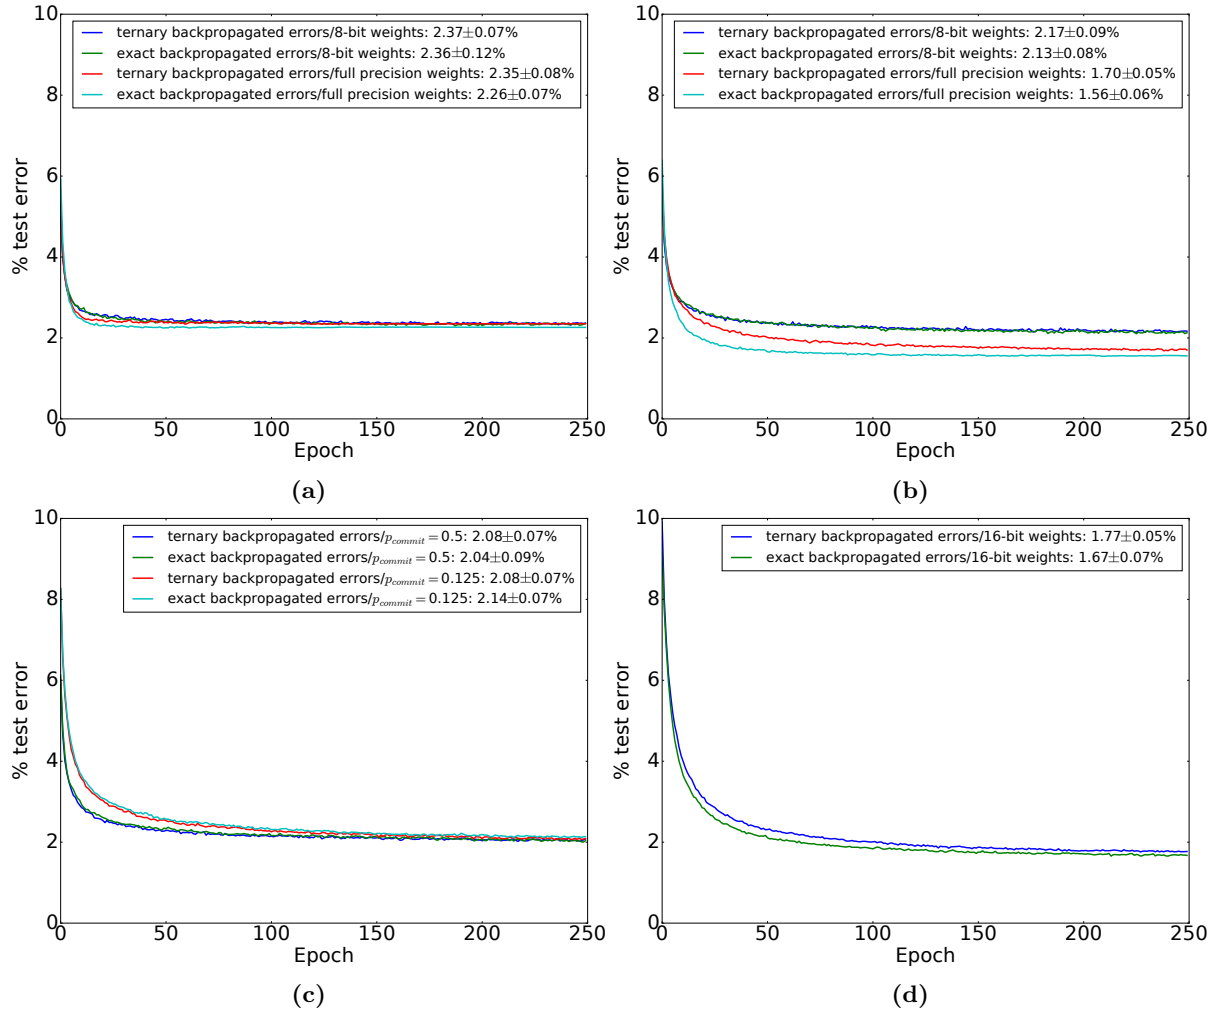 10
8
6
4
2
0
% test error
ternary backpropagated errors/8-bit weights: 2.37±0.07%
exact backpropagated errors/8-bit weights: 2.36±0.12%
ternary backpropagated errors/full precision weights: 2.35±0.08%
exact backpropagated errors/full precision weights: 2.26±0.07%
0 50 100 150 200 250
Epoch
(a)
10
8
6
4
2
0
% test error
ternary backpropagated errors/8-bit weights: 2.17±0.09%
exact backpropagated errors/8-bit weights: 2.13±0.08%
ternary backpropagated errors/full precision weights: 1.70±0.05%
exact backpropagated errors/full precision weights: 1.56±0.06%
0 50 100 150 200 250
Epoch
(b)
10
8
6
4
2
0
% test error
ternary backpropagated errors/p_commit = 0.5: 2.08±0.07%
exact backpropagated errors/p_commit = 0.5: 2.04±0.09%
ternary backpropagated errors/p_commit = 0.125: 2.08±0.07%
exact backpropagated errors/p_commit = 0.125: 2.14±0.07%
0 50 100 150 200 250
Epoch
(c)
10
8
6
4
2
0
% test error
ternary backpropagated errors/16-bit weights: 1.77±0.05%
exact backpropagated errors/16-bit weights: 1.67±0.07%
0 50 100 150 200 250
Epoch
(d)